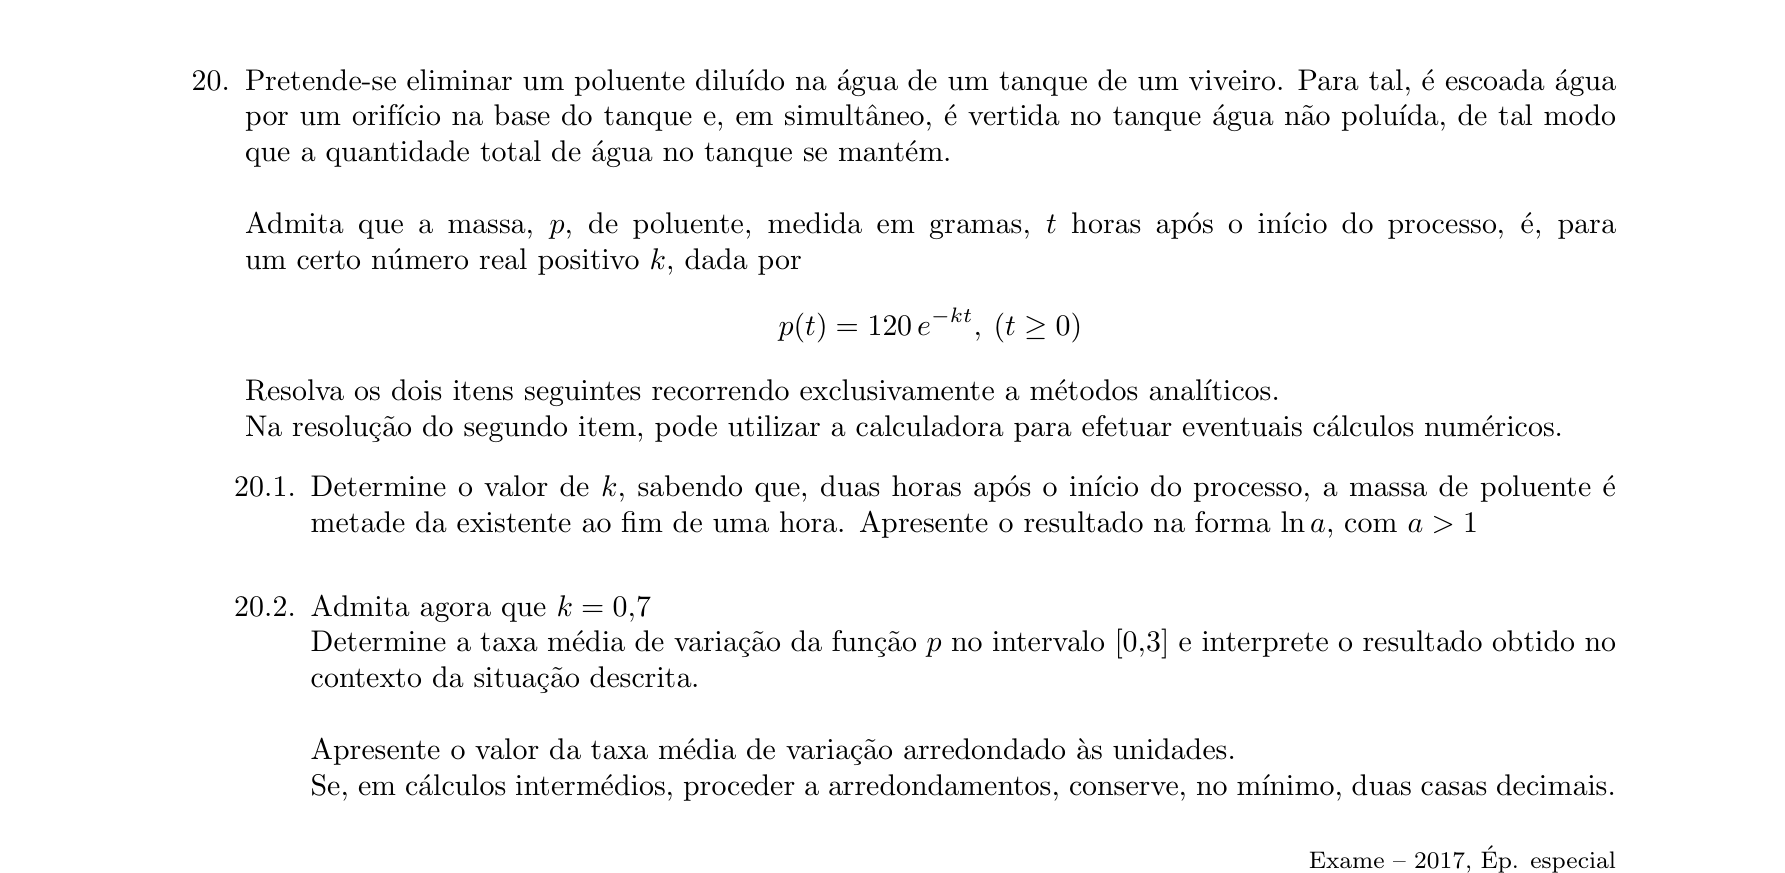 20. Pretende-se eliminar um poluente diluído na água de um tanque de um viveiro. Para tal, é escoada água
por um orifício na base do tanque e, em simultâneo, é vertida no tanque água não poluída, de tal modo
que a quantidade total de água no tanque se mantém.
Admita que a massa, p, de poluente, medida em gramas, t horas após o início do processo, é, para
um certo número real positivo k, dada por
p(t) = 120 e^{−kt}, (t ≥ 0)
Resolva os dois itens seguintes recorrendo exclusivamente a métodos analíticos.
Na resolução do segundo item, pode utilizar a calculadora para efetuar eventuais cálculos numéricos.
20.1. Determine o valor de k, sabendo que, duas horas após o início do processo, a massa de poluente é
metade da existente ao fim de uma hora. Apresente o resultado na forma ln a, com a > 1
20.2. Admita agora que k = 0,7
Determine a taxa média de variação da função p no intervalo [0,3] e interprete o resultado obtido no
contexto da situação descrita.
Apresente o valor da taxa média de variação arredondado às unidades.
Se, em cálculos intermédios, proceder a arredondamentos, conserve, no mínimo, duas casas decimais.
Exame – 2017, Ép. especial